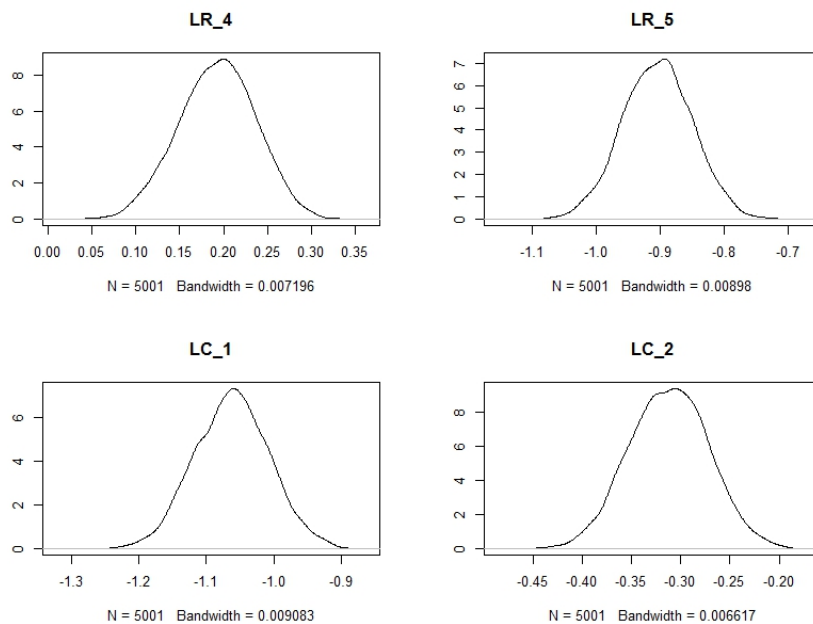 LR_4
8
6
4
2
0
0.00 0.05 0.10 0.15 0.20 0.25 0.30 0.35
N = 5001 Bandwidth = 0.007196
LR_5
7
6
5
4
3
2
1
0
-1.1 -1.0 -0.9 -0.8 -0.7
N = 5001 Bandwidth = 0.00898
LC_1
6
4
2
0
-1.3 -1.2 -1.1 -1.0 -0.9
N = 5001 Bandwidth = 0.009083
LC_2
8
6
4
2
0
-0.45 -0.40 -0.35 -0.30 -0.25 -0.20
N = 5001 Bandwidth = 0.006617